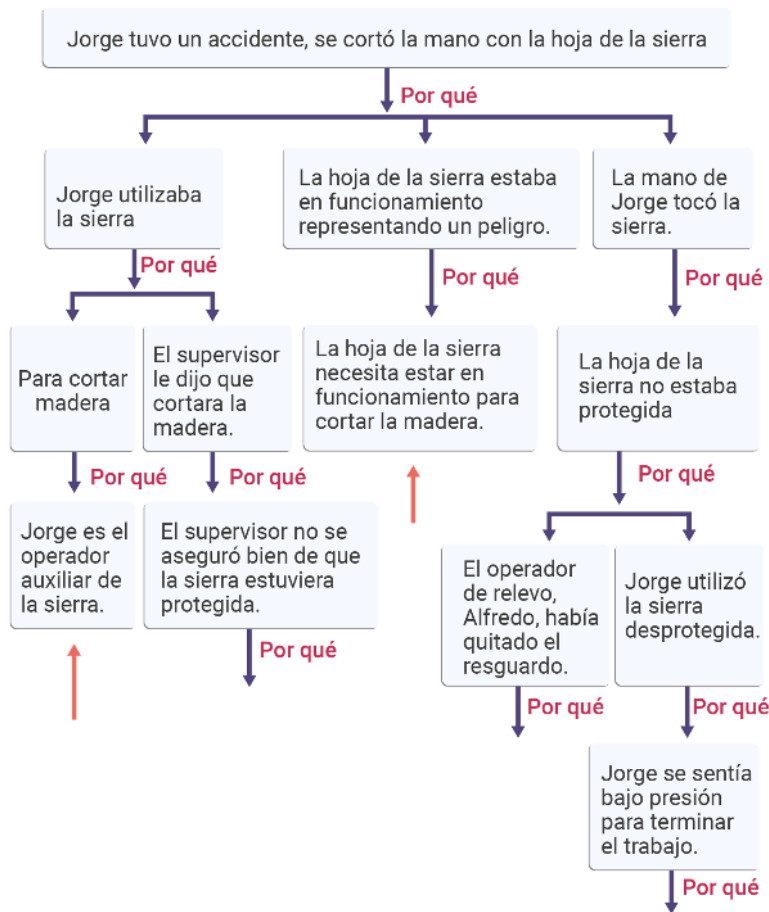 Jorge tuvo un accidente, se cortó la mano con la hoja de la sierra
Por qué
Jorge utilizaba
la sierra
La hoja de la sierra estaba
en funcionamiento
representando un peligro.
La mano de
Jorge tocó la
sierra.
Por qué
Por qué
Por qué
Para cortar
madera
El supervisor
le dijo que
cortara la
madera.
La hoja de la sierra
necesita estar en
funcionamiento para
cortar la madera.
La hoja de la
sierra no estaba
protegida
Por qué
Por qué
Por qué
Jorge es el
operador
auxiliar de
la sierra.
El supervisor no se
aseguró bien de que
la sierra estuviera
protegida.
El operador
de relevo,
Alfredo, había
quitado el
resguardo.
Jorge utilizó
la sierra
desprotegida.
Por qué
Por qué
Por qué
Jorge se sentía
bajo presión
para terminar
el trabajo.
Por qué